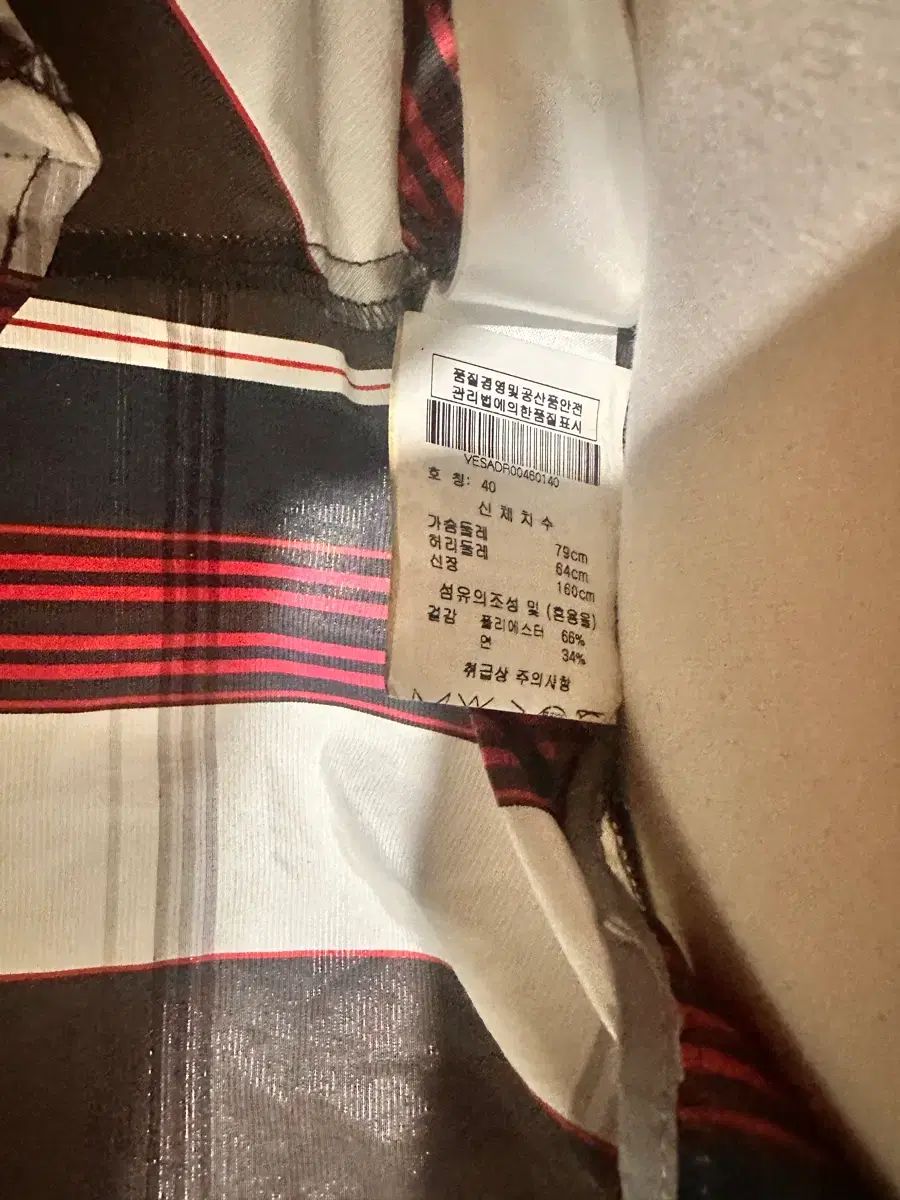 품질경영및공산품안전
관리법에의한품질표시
VESADR00460140
호 칭: 40
신체치수
가슴둘레 79cm
허리둘레 64cm
신장 160cm
섬유의조성 및 (혼용율)
겉감 폴리에스터 66%
면 34%
취급상 주의사항